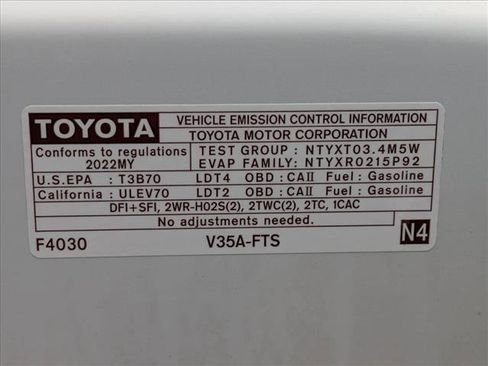 TOYOTA VEHICLE EMISSION CONTROL INFORMATION
TOYOTA MOTOR CORPORATION
Conforms to regulations TEST GROUP : NTYXT03.4M5W
2022MY EVAP FAMILY: NTYXR0215P92
U.S.EPA : T3B70 LDT4 OBD : CAII Fuel : Gasoline
California : ULEV70 LDT2 OBD : CAII Fuel : Gasoline
DFI+SFI, 2WR-HO2S(2), 2TWC(2), 2TC, 1CAC
No adjustments needed.
F4030 V35A-FTS N4